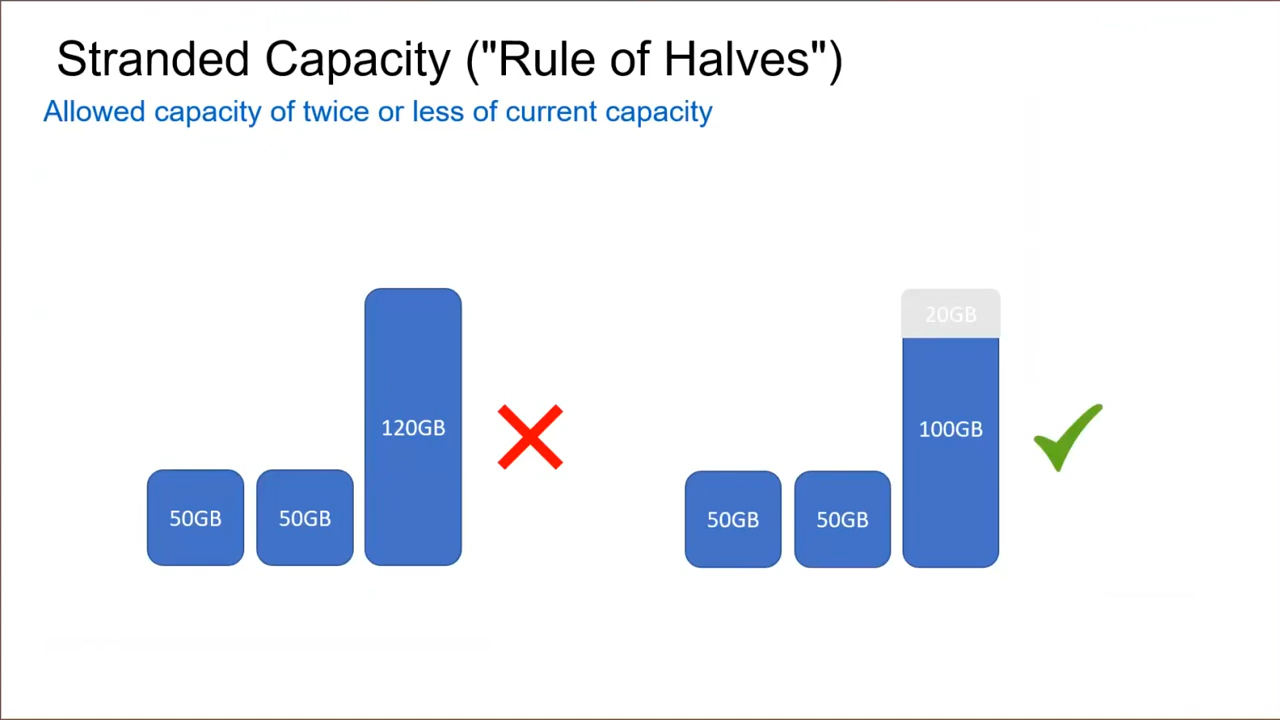 Stranded Capacity ("Rule of Halves")
Allowed capacity of twice or less of current capacity
50GB
50GB
120GB
50GB
50GB
20GB
100GB